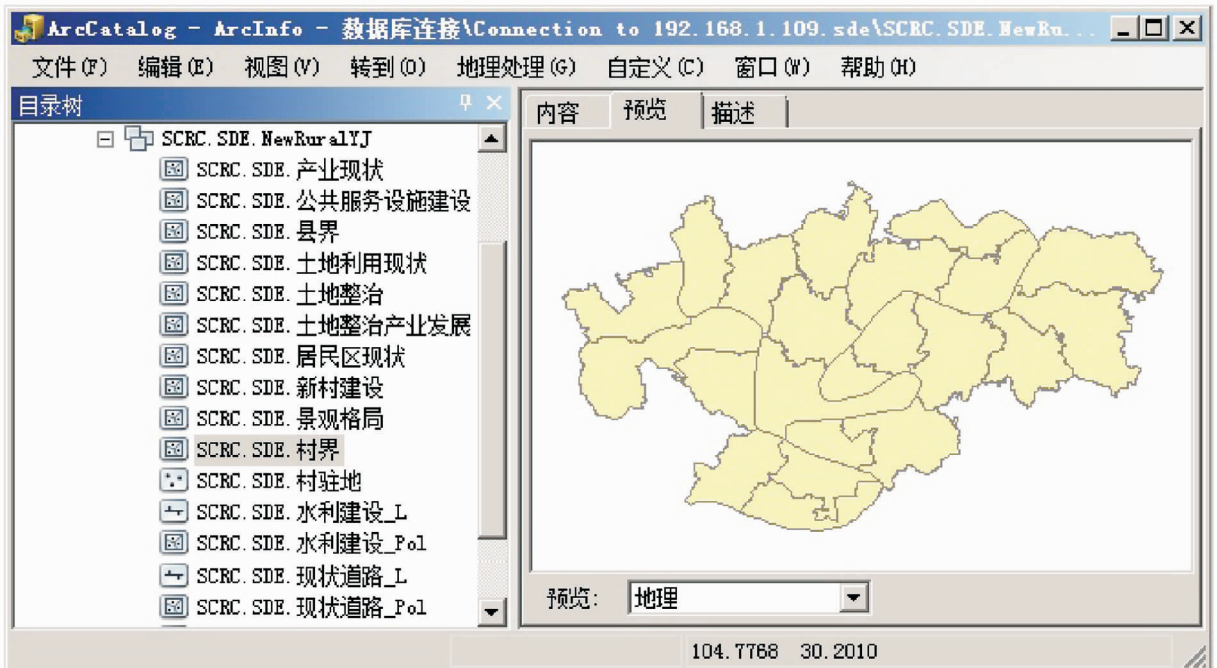 ArcCatalog - ArcInfo - 数据库连接\Connection to 192.168.1.109.sde\SCRC.SDE.NewRu...
文件(F) 编辑(E) 视图(V) 转到(O) 地理处理(G) 自定义(C) 窗口(W) 帮助(H)
目录树
内容 预览 描述
SCRC.SDE.NewRuralYJ
SCRC.SDE.产业现状
SCRC.SDE.公共服务设施建设
SCRC.SDE.县界
SCRC.SDE.土地利用现状
SCRC.SDE.土地整治
SCRC.SDE.土地整治产业发展
SCRC.SDE.居民区现状
SCRC.SDE.新村建设
SCRC.SDE.景观格局
SCRC.SDE.村界
SCRC.SDE.村驻地
SCRC.SDE.水利建设_L
SCRC.SDE.水利建设_Pol
SCRC.SDE.现状道路_L
SCRC.SDE.现状道路_Pol
预览: 地理
104.7768 30.2010